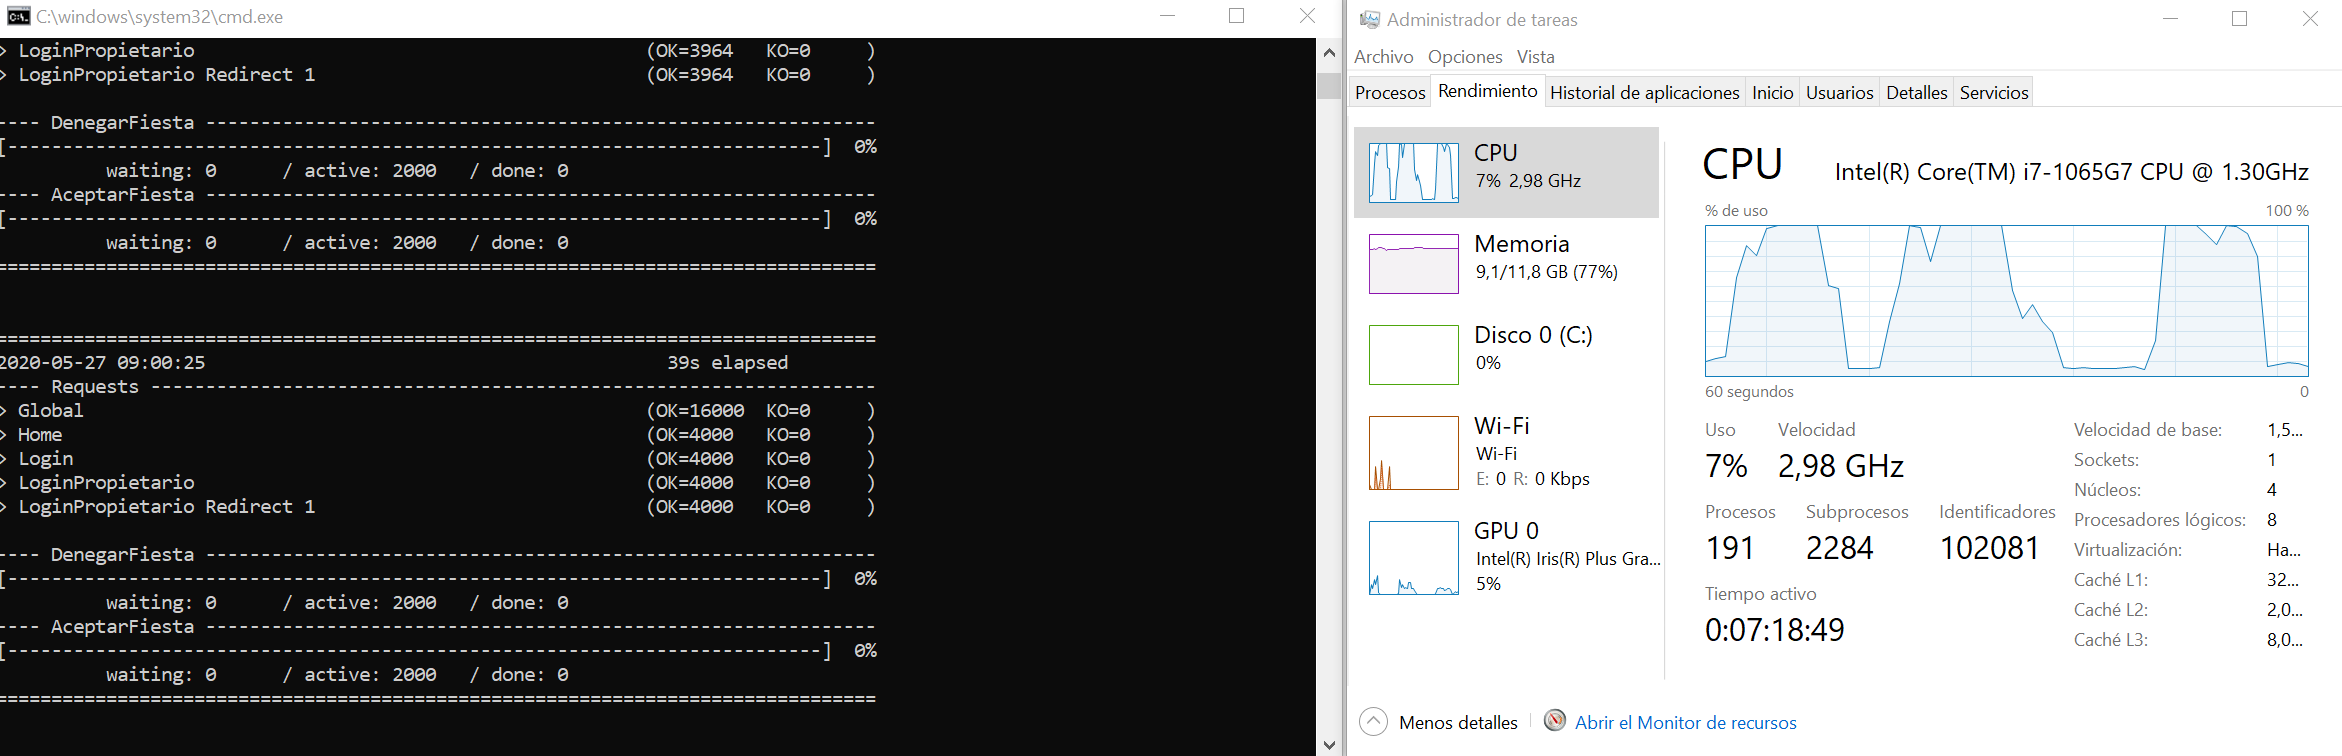 C:\windows\system32\cmd.exe
> LoginPropietario (OK=3964 KO=0 )
> LoginPropietario Redirect 1 (OK=3964 KO=0 )
---- DenegarFiesta -------------------------------------------------------------
[--------------------------------------------------------------------------] 0%
waiting: 0 / active: 2000 / done: 0
---- AceptarFiesta -------------------------------------------------------------
[--------------------------------------------------------------------------] 0%
waiting: 0 / active: 2000 / done: 0
================================================================================
================================================================================
2020-05-27 09:00:25 39s elapsed
---- Requests ------------------------------------------------------------------
> Global (OK=16000 KO=0 )
> Home (OK=4000 KO=0 )
> Login (OK=4000 KO=0 )
> LoginPropietario (OK=4000 KO=0 )
> LoginPropietario Redirect 1 (OK=4000 KO=0 )
---- DenegarFiesta -------------------------------------------------------------
[--------------------------------------------------------------------------] 0%
waiting: 0 / active: 2000 / done: 0
---- AceptarFiesta -------------------------------------------------------------
[--------------------------------------------------------------------------] 0%
waiting: 0 / active: 2000 / done: 0
================================================================================
Administrador de tareas
Archivo Opciones Vista
Procesos Rendimiento Historial de aplicaciones Inicio Usuarios Detalles Servicios
CPU
7% 2,98 GHz
Memoria
9,1/11,8 GB (77%)
Disco 0 (C:)
0%
Wi-Fi
Wi-Fi
E: 0 R: 0 Kbps
GPU 0
Intel(R) Iris(R) Plus Gra...
5%
CPU Intel(R) Core(TM) i7-1065G7 CPU @ 1.30GHz
% de uso 100 %
60 segundos 0
Uso Velocidad
7% 2,98 GHz
Procesos Subprocesos Identificadores
191 2284 102081
Tiempo activo
0:07:18:49
Velocidad de base: 1,5...
Sockets: 1
Núcleos: 4
Procesadores lógicos: 8
Virtualización: Ha...
Caché L1: 32...
Caché L2: 2,0...
Caché L3: 8,0...
Menos detalles Abrir el Monitor de recursos